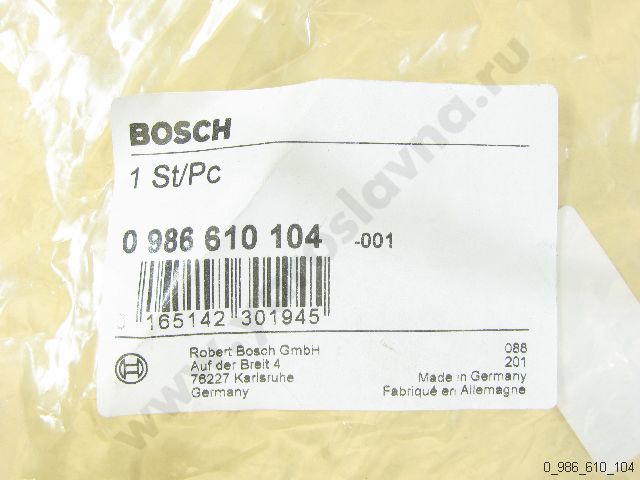 BOSCH
1 St/Pc
0 986 610 104 -001
165142 301945
Robert Bosch GmbH
Auf der Breit 4
76227 Karlsruhe
Germany
088
201
Made in Germany
Fabriqué en Allemagne
0_986_610_104